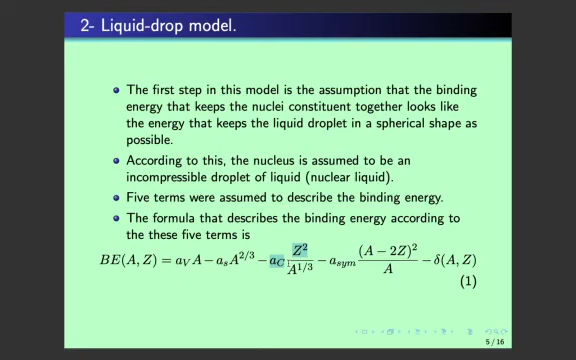 2- Liquid-drop model.
The first step in this model is the assumption that the binding
energy that keeps the nuclei constituent together looks like
the energy that keeps the liquid droplet in a spherical shape as
possible.
According to this, the nucleus is assumed to be an
incompressible droplet of liquid (nuclear liquid).
Five terms were assumed to describe the binding energy.
The formula that describes the binding energy according to
the these five terms is
BE(A, Z) = a_V A − a_s A^{2/3} − a_C Z^2/A^{1/3} − a_{sym} (A − 2Z)^2/A − δ(A, Z)
(1)
5 / 16